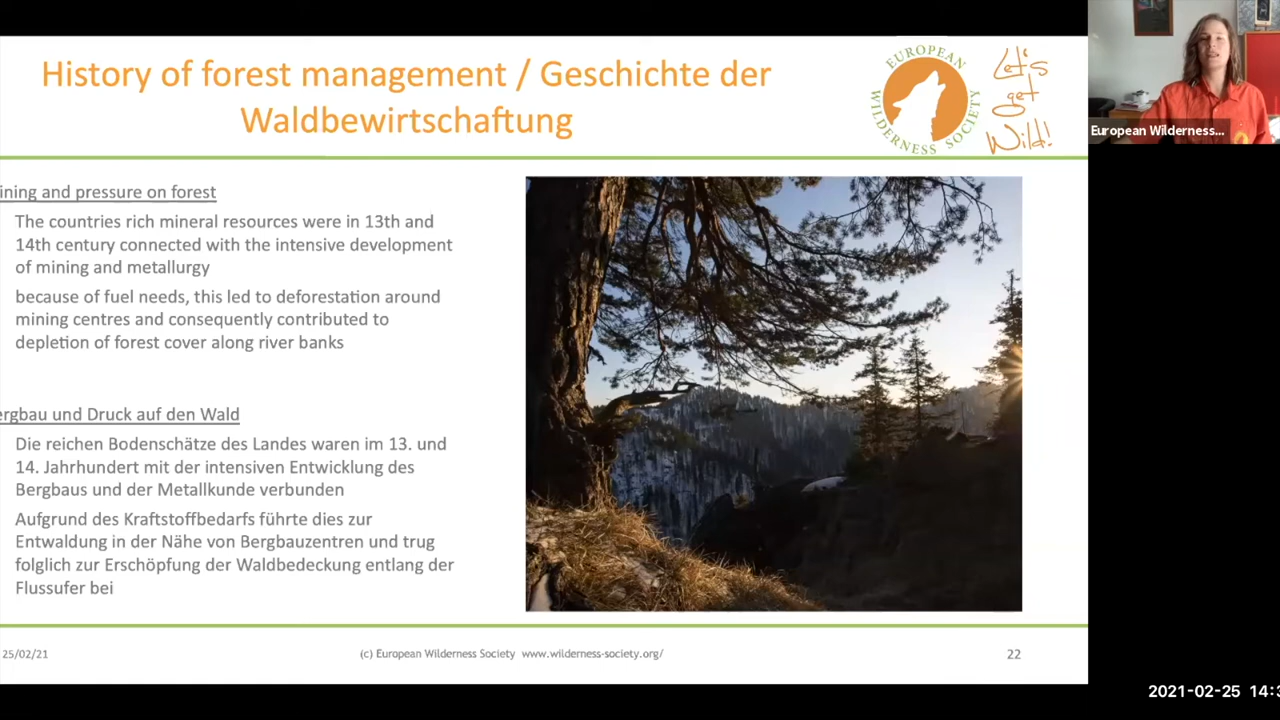 History of forest management / Geschichte der
Waldbewirtschaftung
EUROPEAN
WILDERNESS SOCIETY
Let's
get
Wild!
European Wilderness...
ining and pressure on forest
The countries rich mineral resources were in 13th and
14th century connected with the intensive development
of mining and metallurgy
because of fuel needs, this led to deforestation around
mining centres and consequently contributed to
depletion of forest cover along river banks
ergbau und Druck auf den Wald
Die reichen Bodenschätze des Landes waren im 13. und
14. Jahrhundert mit der intensiven Entwicklung des
Bergbaus und der Metallkunde verbunden
Aufgrund des Kraftstoffbedarfs führte dies zur
Entwaldung in der Nähe von Bergbauzentren und trug
folglich zur Erschöpfung der Waldbedeckung entlang der
Flussufer bei
25/02/21
(c) European Wilderness Society www.wilderness-society.org/
22
2021-02-25 14:3